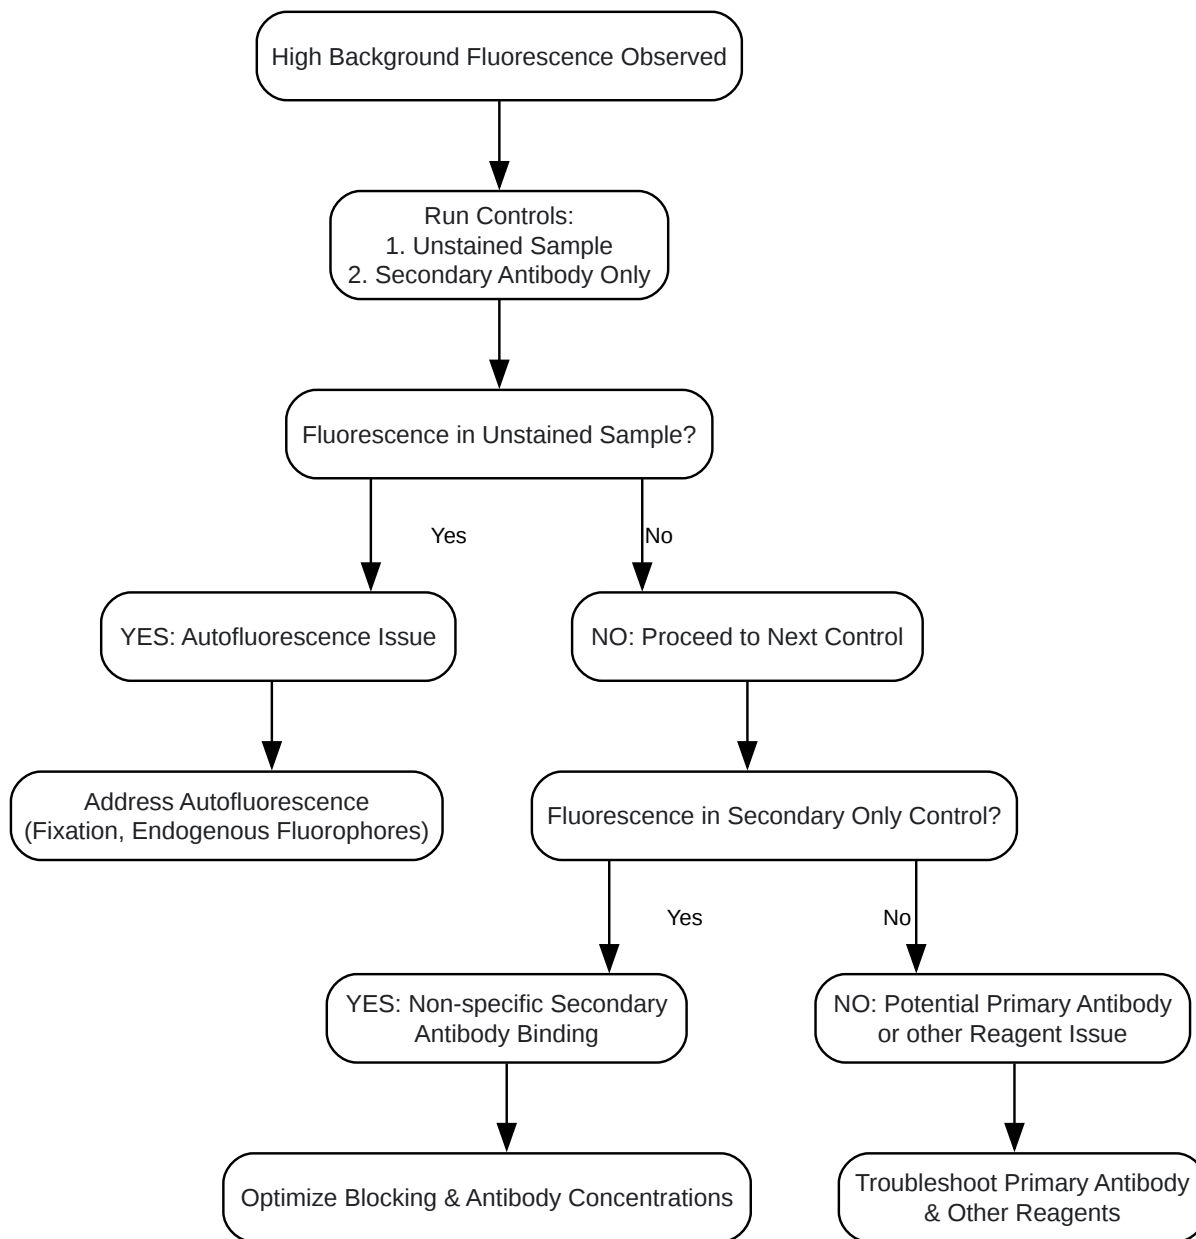 High Background Fluorescence Observed
Run Controls:
1. Unstained Sample
2. Secondary Antibody Only
Fluorescence in Unstained Sample?
Yes
No
YES: Autofluorescence Issue
NO: Proceed to Next Control
Address Autofluorescence
(Fixation, Endogenous Fluorophores)
Fluorescence in Secondary Only Control?
Yes
No
YES: Non-specific Secondary
Antibody Binding
NO: Potential Primary Antibody
or other Reagent Issue
Optimize Blocking & Antibody Concentrations
Troubleshoot Primary Antibody
& Other Reagents